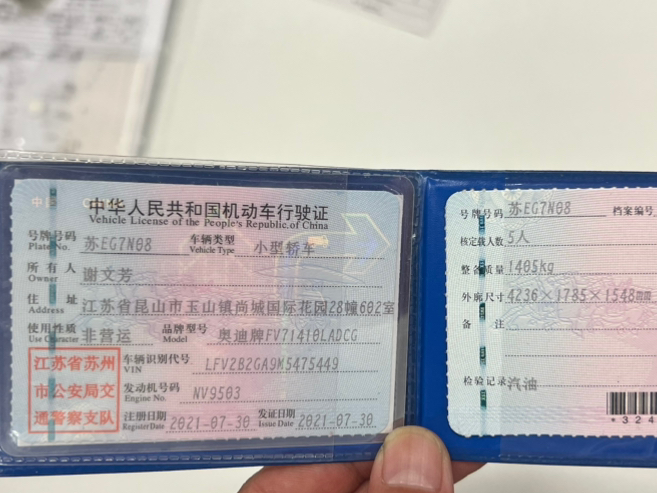 中华人民共和国机动车行驶证
Vehicle License of the People's Republic of China
号牌号码 苏EG7N08 车辆类型 小型轿车
Plate No. Vehicle Type
所有人 谢文芳
Owner
住址 江苏省昆山市玉山镇尚城国际花园28幢602室
Address
使用性质 非营运 品牌型号 奥迪牌FV71410LADCG
Use Character Model
江苏省苏州
市公安局交
通警察支队
车辆识别代号 LFV2B2GA9M5475449
VIN
发动机号码 NV9503
Engine No.
注册日期 2021-07-30 发证日期 2021-07-30
Register Date Issue Date
号牌号码 苏EG7N08 档案编号
核定载人数 5人
整备质量 1405kg
外廓尺寸 4236×1785×1548mm
备注
检验记录 汽油
*324